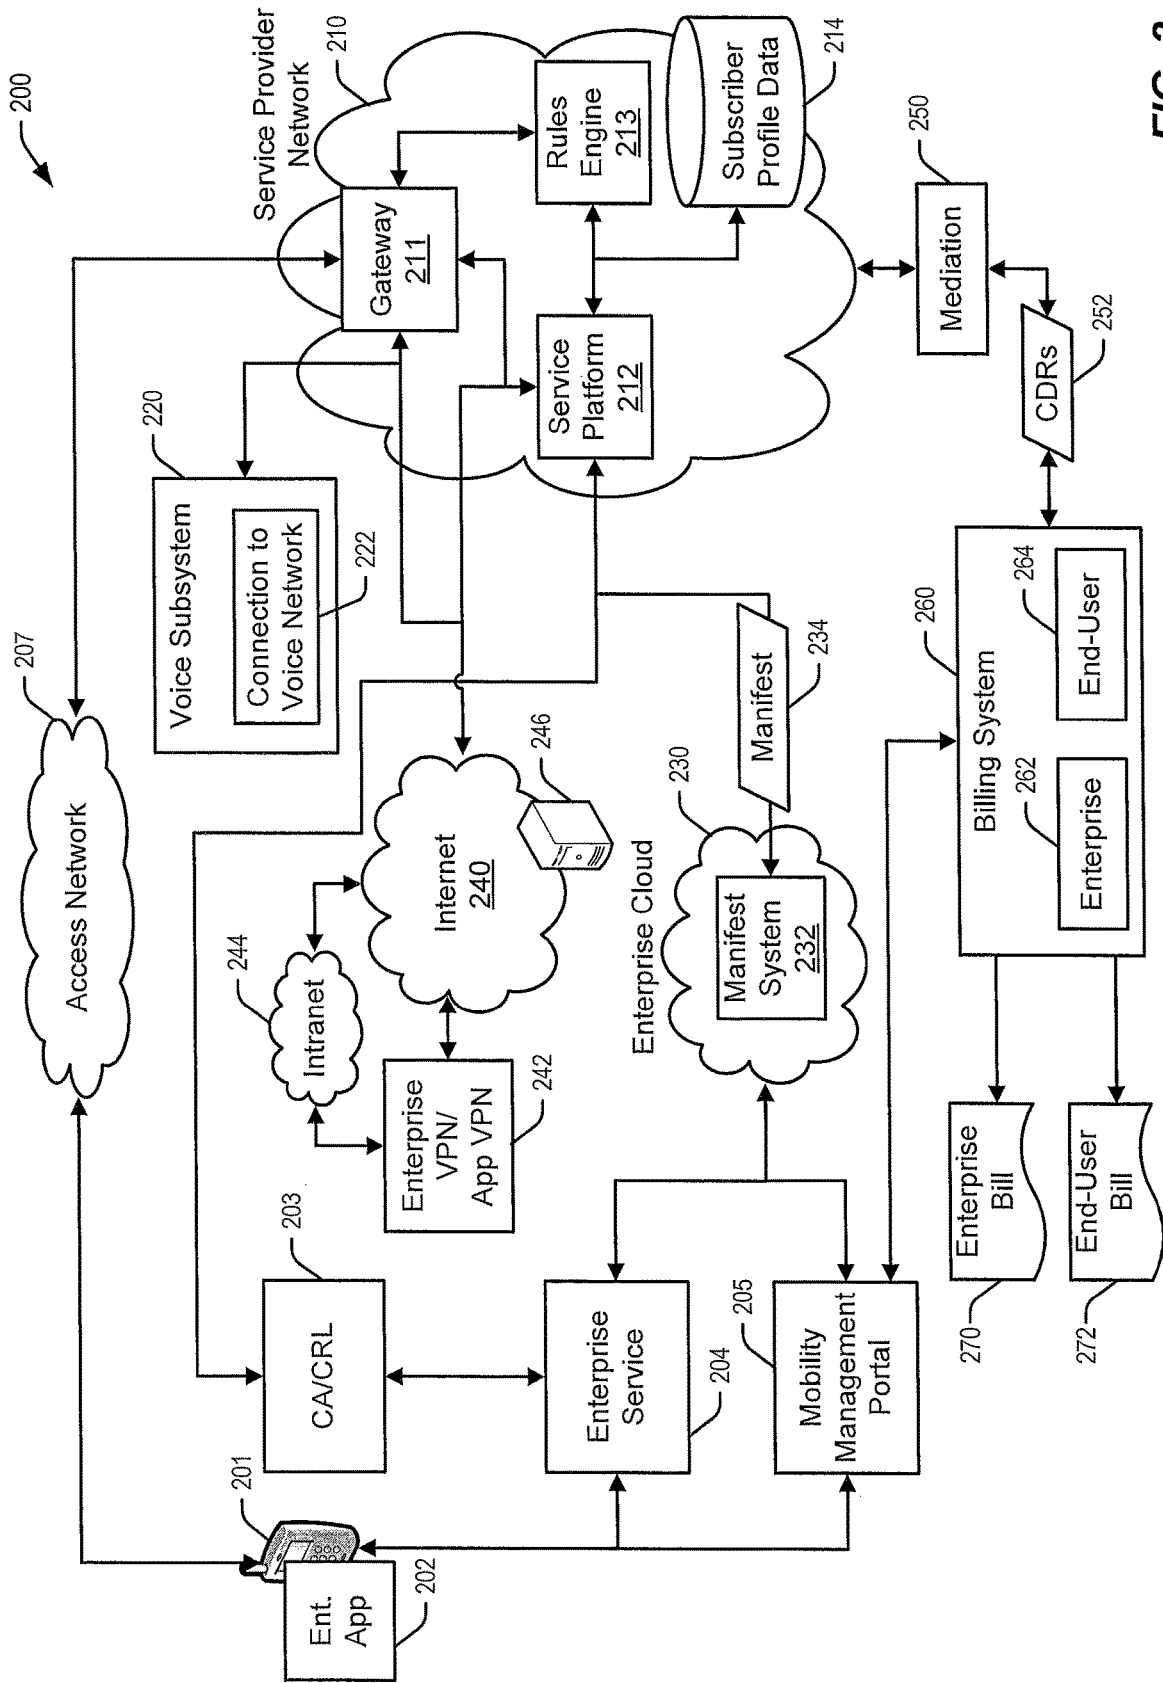 200
207
Access Network
220
Voice Subsystem
Connection to
Voice Network
222
Service Provider
Network
210
Gateway
211
Rules
Engine
213
Service
Platform
212
Subscriber
Profile Data
214
201
Ent.
App
202
203
CA/CRL
244
Intranet
Enterprise
VPN/
App VPN
242
Internet
240
246
Enterprise
Service
204
205
Mobility
Management
Portal
Enterprise Cloud
230
Manifest
System
232
Manifest
234
250
Mediation
CDRs
252
260
Billing System
262
Enterprise
264
End-User
Enterprise
Bill
270
End-User
Bill
272
FIG. 2